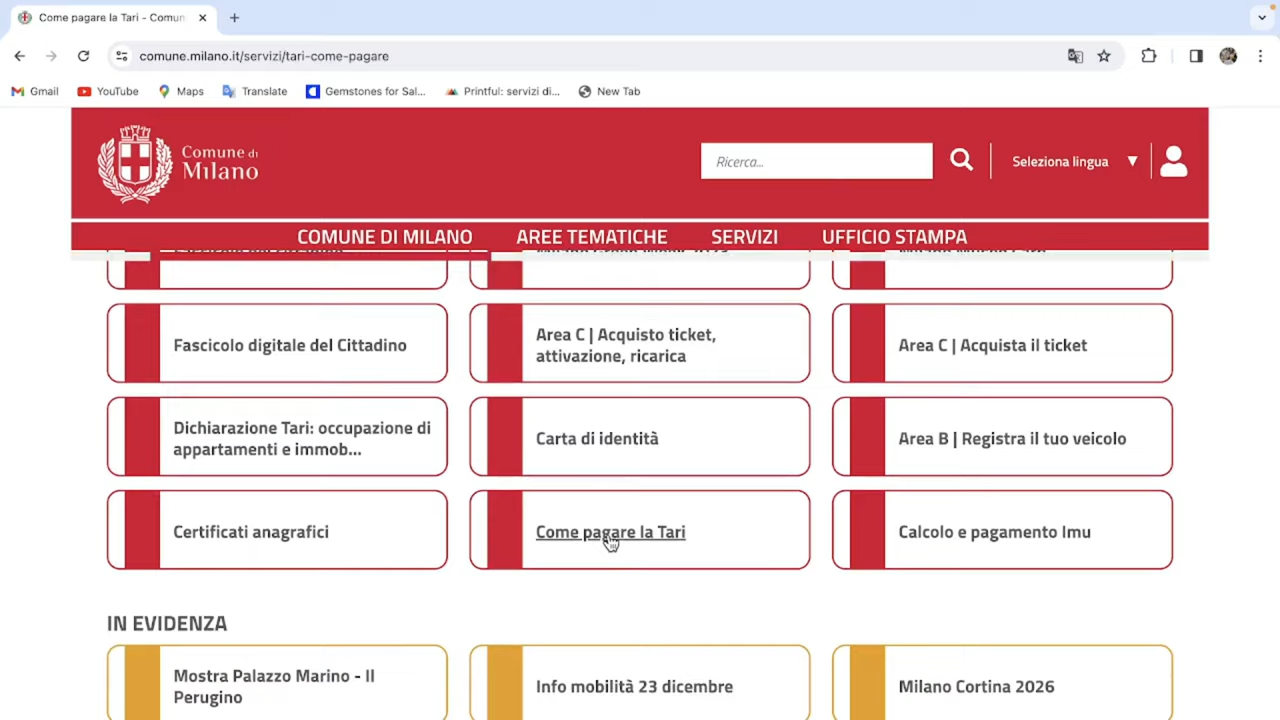 Come pagare la Tari - Comun
comune.milano.it/servizi/tari-come-pagare
Gmail
YouTube
Maps
Translate
Gemstones for Sal...
Printful: servizi di...
New Tab
Comune di
Milano
Ricerca...
Seleziona lingua
COMUNE DI MILANO
AREE TEMATICHE
SERVIZI
UFFICIO STAMPA
Fascicolo digitale del Cittadino
Area C | Acquisto ticket,
attivazione, ricarica
Area C | Acquista il ticket
Dichiarazione Tari: occupazione di
appartamenti e immob...
Carta di identità
Area B | Registra il tuo veicolo
Certificati anagrafici
Come pagare la Tari
Calcolo e pagamento Imu
IN EVIDENZA
Mostra Palazzo Marino - Il
Perugino
Info mobilità 23 dicembre
Milano Cortina 2026